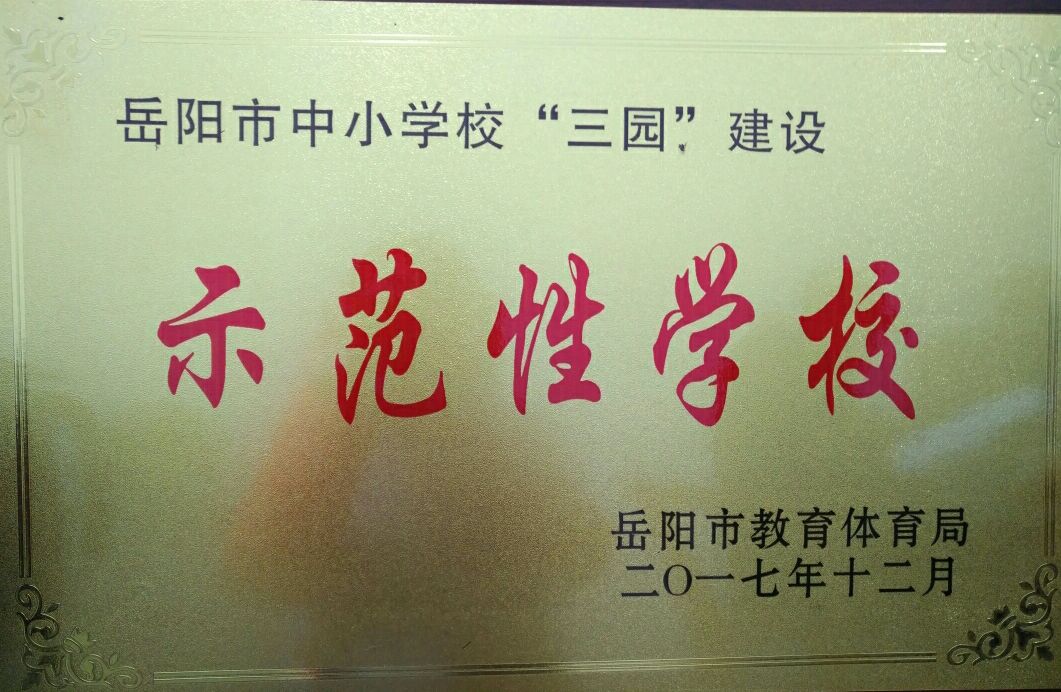 岳阳市中小学校“三园”建设
示范性学校
岳阳市教育体育局
二〇一七年十二月